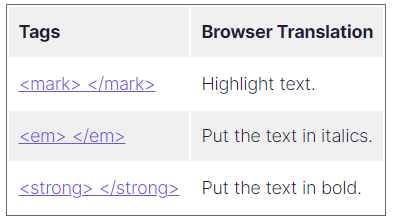 Tags Browser Translation
<mark> </mark> Highlight text.
<em> </em> Put the text in italics.
<strong> </strong> Put the text in bold.